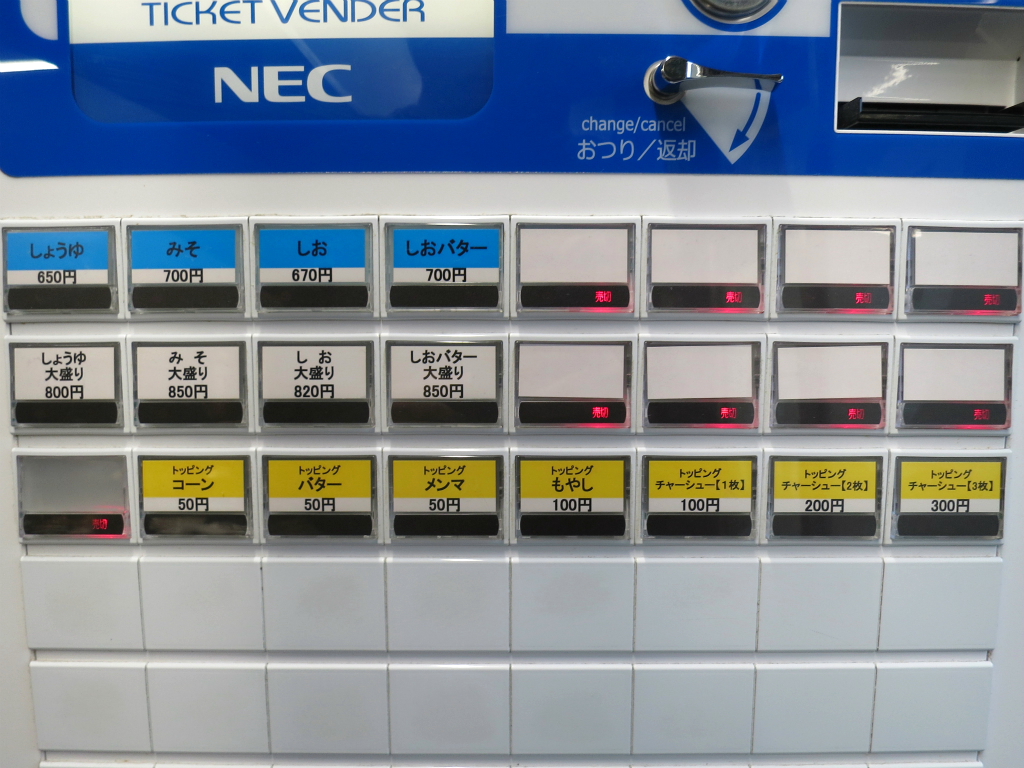 TICKET VENDER
NEC
change/cancel
おつり／返却
しょうゆ
650円
みそ
700円
しお
670円
しおバター
700円
売切
売切
売切
売切
しょうゆ
大盛り
800円
みそ
大盛り
850円
しお
大盛り
820円
しおバター
大盛り
850円
売切
売切
売切
売切
売切
トッピング
コーン
50円
トッピング
バター
50円
トッピング
メンマ
50円
トッピング
もやし
100円
トッピング
チャーシュー【1枚】
100円
トッピング
チャーシュー【2枚】
200円
トッピング
チャーシュー【3枚】
300円